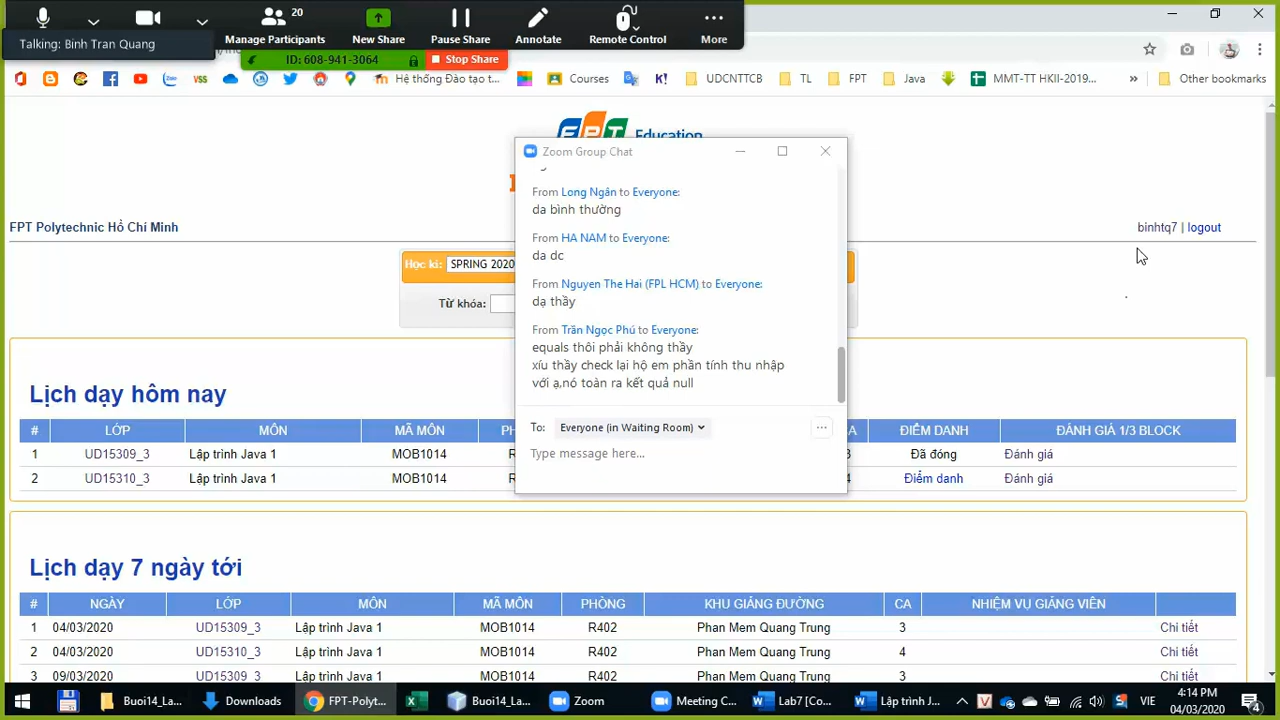 20
Manage Participants
New Share
Pause Share
Annotate
Remote Control
More
Talking: Binh Tran Quang
ID: 608-941-3064
Stop Share
VSS
Hệ thống Đào tạo t...
Courses
K!
UDCNTTCB
TL
FPT
Java
MMT-TT HKII-2019...
»
Other bookmarks
FPT Education
FPT Polytechnic Hồ Chí Minh
binhtq7 | logout
Học kì:
SPRING 2020
Từ khóa:
Zoom Group Chat
From Long Ngân to Everyone:
da bình thường
From HA NAM to Everyone:
da dc
From Nguyen The Hai (FPL HCM) to Everyone:
dạ thầy
From Trần Ngọc Phú to Everyone:
equals thôi phải không thầy
xíu thầy check lại hộ em phần tính thu nhập
với ạ,nó toàn ra kết quả null
To: Everyone (in Waiting Room)
Type message here...
Lịch dạy hôm nay
# LỚP MÔN MÃ MÔN ĐIỂM DANH ĐÁNH GIÁ 1/3 BLOCK
1 UD15309_3 Lập trình Java 1 MOB1014 R 3 Đã đóng Đánh giá
2 UD15310_3 Lập trình Java 1 MOB1014 R 4 Điểm danh Đánh giá
Lịch dạy 7 ngày tới
# NGÀY LỚP MÔN MÃ MÔN PHÒNG KHU GIẢNG ĐƯỜNG CA NHIỆM VỤ GIẢNG VIÊN
1 04/03/2020 UD15309_3 Lập trình Java 1 MOB1014 R402 Phan Mem Quang Trung 3 Chi tiết
2 04/03/2020 UD15310_3 Lập trình Java 1 MOB1014 R402 Phan Mem Quang Trung 4 Chi tiết
3 09/03/2020 UD15309_3 Lập trình Java 1 MOB1014 R402 Phan Mem Quang Trung 3 Chi tiết
Buoi14_La...
Downloads
FPT-Polyt...
Buoi14_La...
Zoom
Meeting C...
Lab7 [Co...
Lập trình J...
VIE
4:14 PM
04/03/2020
4